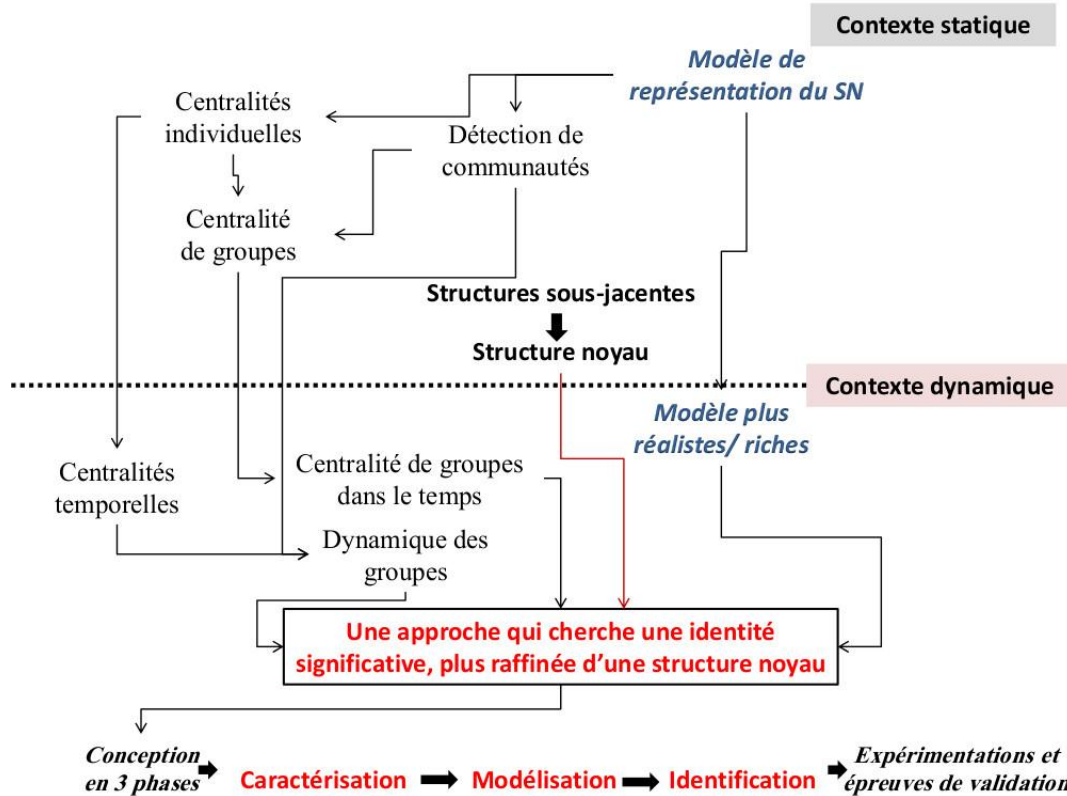 Contexte statique
Modèle de
représentation du SN
Centralités
individuelles
Détection de
communautés
Centralité
de groupes
Structures sous-jacentes
Structure noyau
Contexte dynamique
Modèle plus
réalistes/ riches
Centralités
temporelles
Centralité de groupes
dans le temps
Dynamique des
groupes
Une approche qui cherche une identité
significative, plus raffinée d’une structure noyau
Conception
en 3 phases
Caractérisation
Modélisation
Identification
Expérimentations et
épreuves de validation